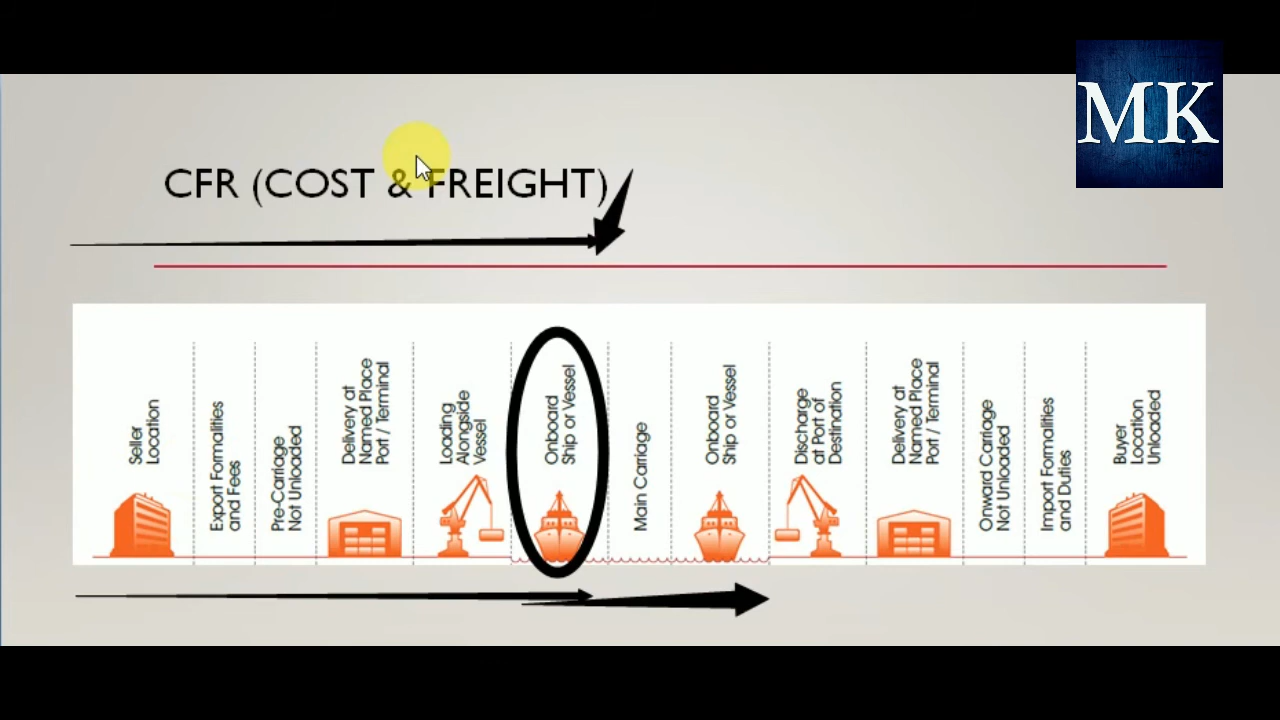 MK
CFR (COST & FREIGHT)
Seller
Location
Export Formalities
and Fees
Pre-Carriage
Not Unloaded
Delivery at
Named Place
Port / Terminal
Loading
Alongside
Vessel
Onboard
Ship or Vessel
Main Carriage
Onboard
Ship or Vessel
Discharge
at Port of
Destination
Delivery at
Named Place
Port / Terminal
Onward Carriage
Not Unloaded
Import Formalities
and Duties
Buyer
Location
Unloaded